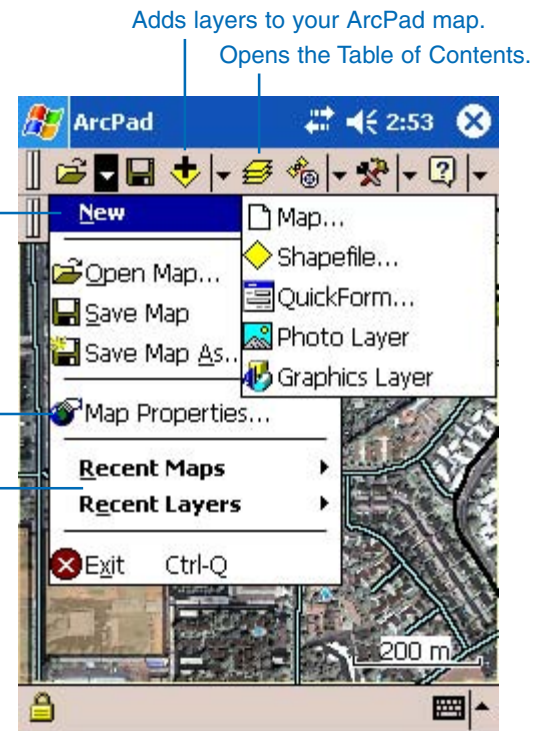 Adds layers to your ArcPad map.
Opens the Table of Contents.
ArcPad 2:53
New
Map...
Shapefile...
QuickForm...
Photo Layer
Graphics Layer
Open Map...
Save Map
Save Map As..
Map Properties...
Recent Maps
Recent Layers
Exit Ctrl-Q
200 m